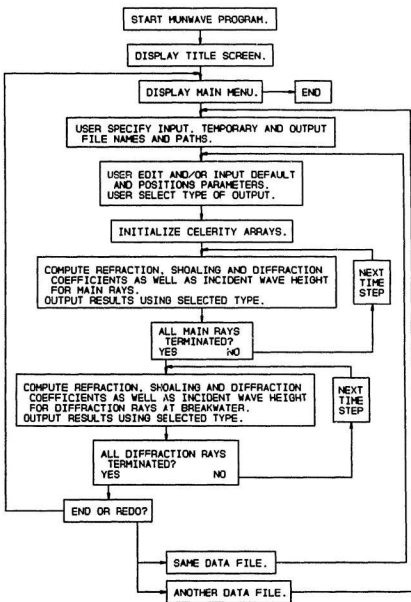 START MUNWAVE PROGRAM.
DISPLAY TITLE SCREEN.
DISPLAY MAIN MENU.
END
USER SPECIFY INPUT, TEMPORARY AND OUTPUT
FILE NAMES AND PATHS.
USER EDIT AND/OR INPUT DEFAULT
AND POSITIONS PARAMETERS.
USER SELECT TYPE OF OUTPUT.
INITIALIZE CELERITY ARRAYS.
COMPUTE REFRACTION, SHOALING AND DIFFRACTION
COEFFICIENTS AS WELL AS INCIDENT WAVE HEIGHT
FOR MAIN RAYS.
OUTPUT RESULTS USING SELECTED TYPE.
NEXT
TIME
STEP
ALL MAIN RAYS
TERMINATED?
YES NO
COMPUTE REFRACTION, SHOALING AND DIFFRACTION
COEFFICIENTS AS WELL AS INCIDENT WAVE HEIGHT
FOR DIFFRACTION RAYS AT BREAKWATER.
OUTPUT RESULTS USING SELECTED TYPE.
NEXT
TIME
STEP
ALL DIFFRACTION RAYS
TERMINATED?
YES NO
END OR REDO?
SAME DATA FILE.
ANOTHER DATA FILE.